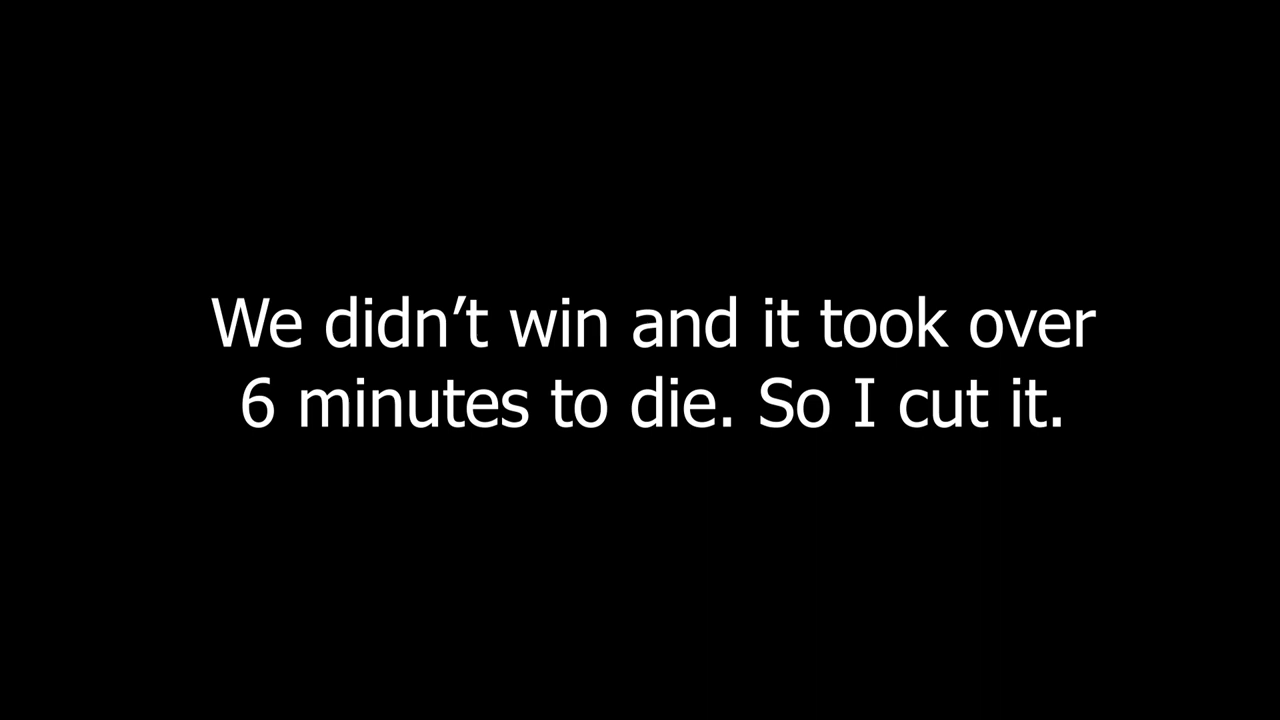 We didn’t win and it took over
6 minutes to die. So I cut it.